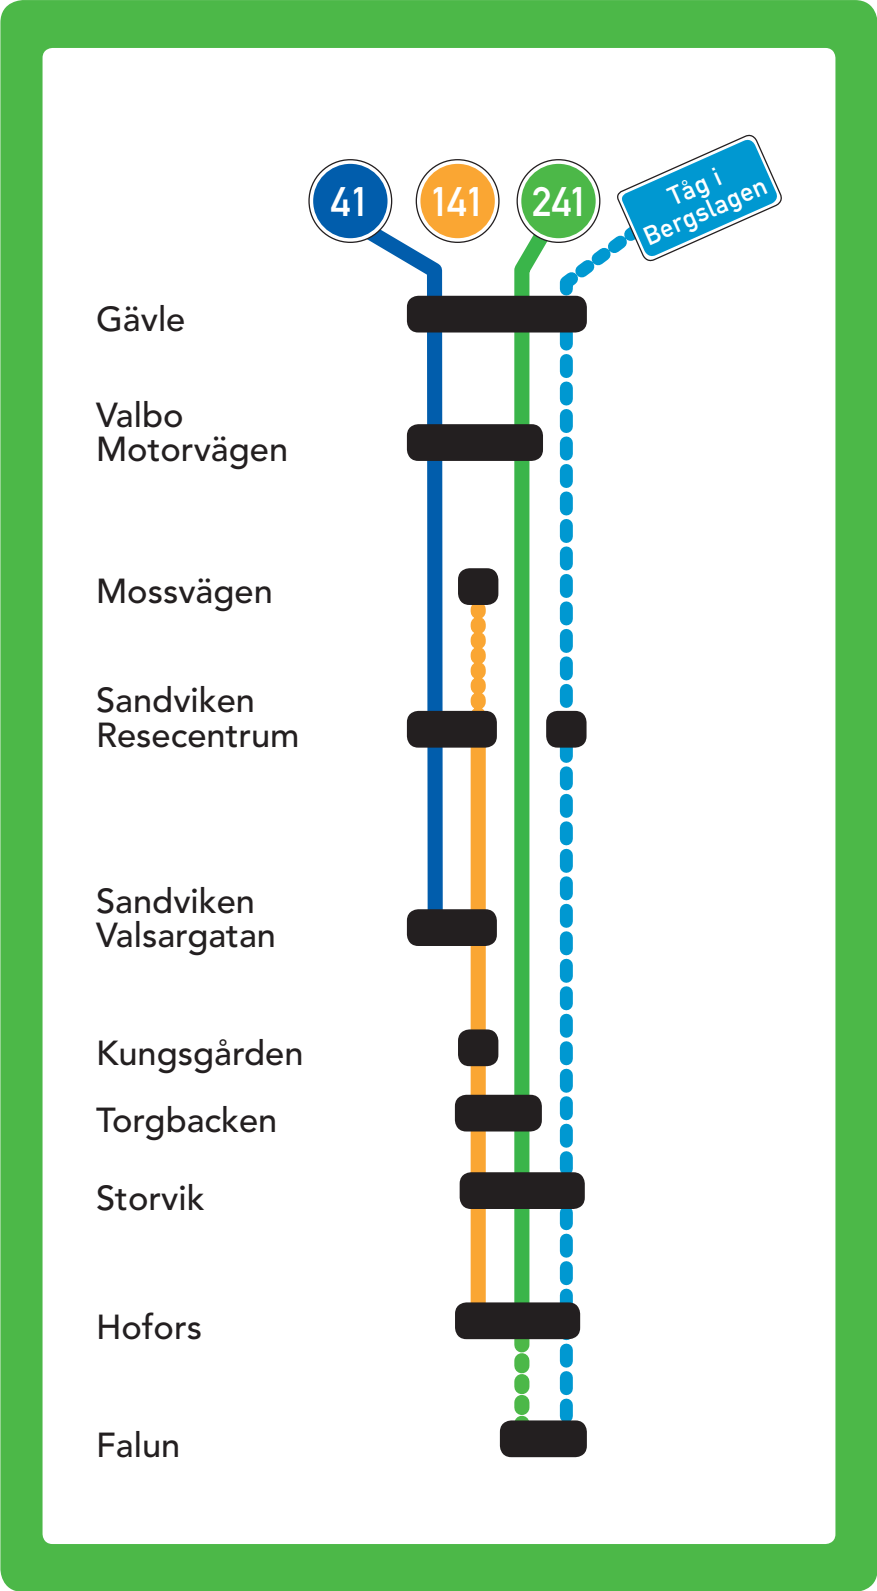 41
141
241
Tåg i
Bergslagen
Gävle
Valbo
Motorvägen
Mossvägen
Sandviken
Resecentrum
Sandviken
Valsargatan
Kungsgården
Torgbacken
Storvik
Hofors
Falun